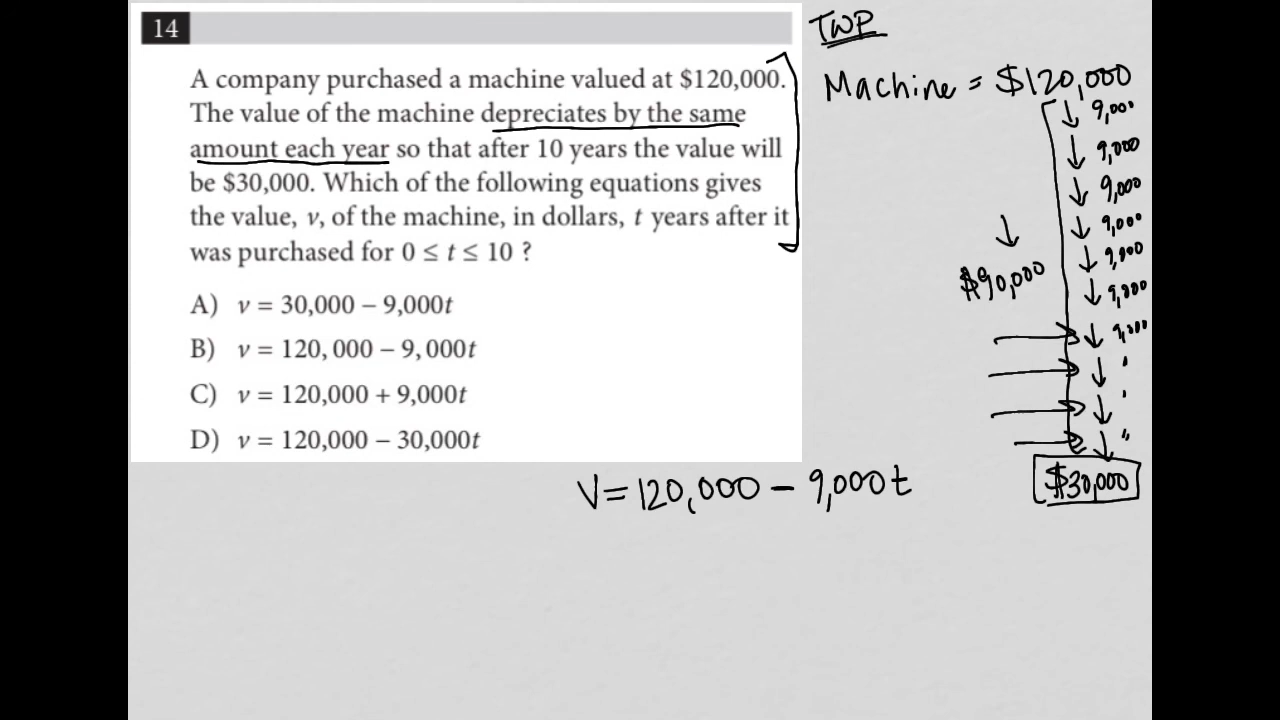 14
A company purchased a machine valued at $120,000.
The value of the machine depreciates by the same
amount each year so that after 10 years the value will
be $30,000. Which of the following equations gives
the value, v, of the machine, in dollars, t years after it
was purchased for 0 ≤ t ≤ 10 ?
A) v = 30,000 – 9,000t
B) v = 120,000 – 9,000t
C) v = 120,000 + 9,000t
D) v = 120,000 – 30,000t
TWP
Machine = $120,000
↓ 9,000
↓ 9,000
↓ 9,000
↓ 9,000
↓ 9,000
↓ 9,000
↓ 9,000
↓ '
↓ '
↓ "
↓
$90,000
$30,000
V = 120,000 – 9,000t